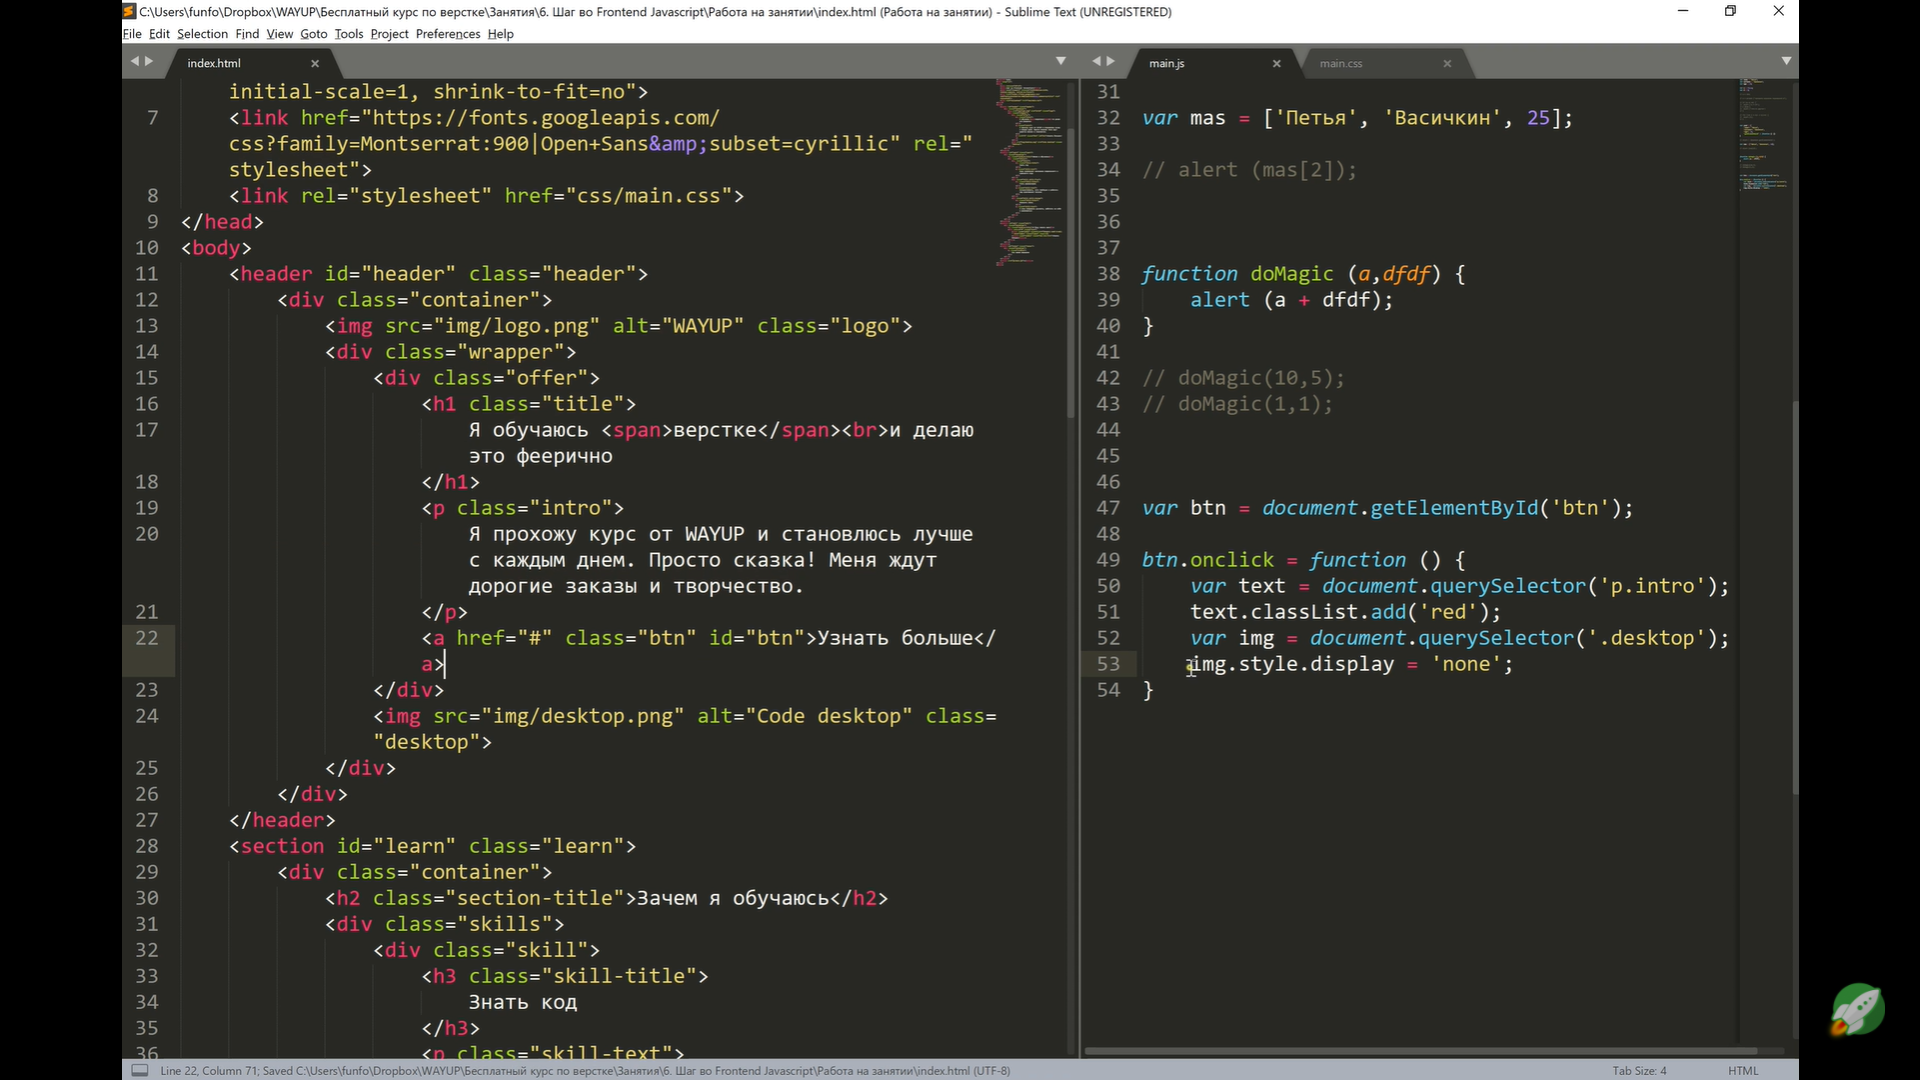 C:\Users\funfo\Dropbox\WAYUP\Бесплатный курс по верстке\Занятия\6. Шаг во Frontend Javascript\Работа на занятии\index.html (Работа на занятии) - Sublime Text (UNREGISTERED)
File Edit Selection Find View Goto Tools Project Preferences Help
index.html
initial-scale=1, shrink-to-fit=no">
7 <link href="https://fonts.googleapis.com/
css?family=Montserrat:900|Open+Sans&amp;subset=cyrillic" rel="
stylesheet">
8 <link rel="stylesheet" href="css/main.css">
9 </head>
10 <body>
11 <header id="header" class="header">
12 <div class="container">
13 <img src="img/logo.png" alt="WAYUP" class="logo">
14 <div class="wrapper">
15 <div class="offer">
16 <h1 class="title">
17 Я обучаюсь <span>верстке</span><br>и делаю
это феерично
18 </h1>
19 <p class="intro">
20 Я прохожу курс от WAYUP и становлюсь лучше
с каждым днем. Просто сказка! Меня ждут
дорогие заказы и творчество.
21 </p>
22 <a href="#" class="btn" id="btn">Узнать больше</
a>
23 </div>
24 <img src="img/desktop.png" alt="Code desktop" class=
"desktop">
25 </div>
26 </div>
27 </header>
28 <section id="learn" class="learn">
29 <div class="container">
30 <h2 class="section-title">Зачем я обучаюсь</h2>
31 <div class="skills">
32 <div class="skill">
33 <h3 class="skill-title">
34 Знать код
35 </h3>
36 <p class="skill-text">
main.js
main.css
31
32 var mas = ['Петья', 'Васичкин', 25];
33
34 // alert (mas[2]);
35
36
37
38 function doMagic (a,dfdf) {
39 alert (a + dfdf);
40 }
41
42 // doMagic(10,5);
43 // doMagic(1,1);
44
45
46
47 var btn = document.getElementById('btn');
48
49 btn.onclick = function () {
50 var text = document.querySelector('p.intro');
51 text.classList.add('red');
52 var img = document.querySelector('.desktop');
53 img.style.display = 'none';
54 }
Line 22, Column 71; Saved C:\Users\funfo\Dropbox\WAYUP\Бесплатный курс по верстке\Занятия\6. Шаг во Frontend Javascript\Работа на занятии\index.html (UTF-8)
Tab Size: 4
HTML